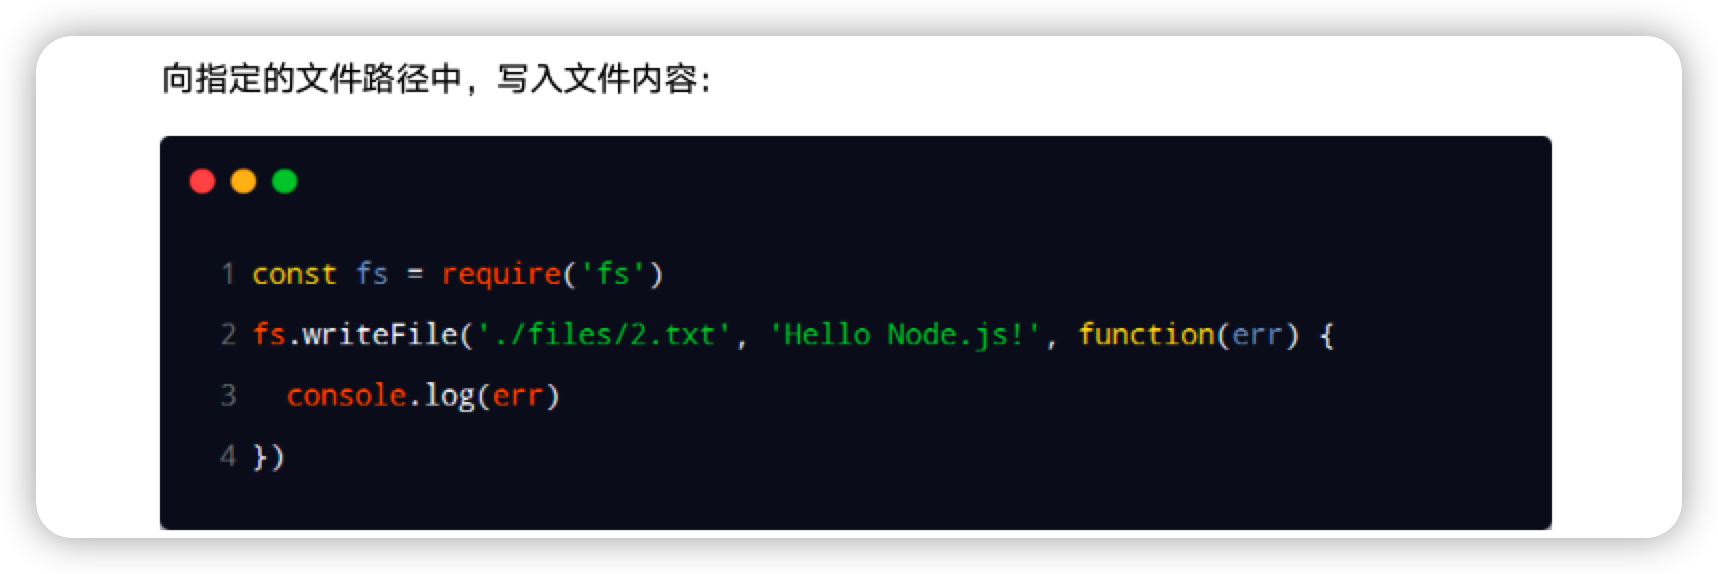 向指定的文件路径中，写入文件内容：
1 const fs = require('fs')
2 fs.writeFile('./files/2.txt', 'Hello Node.js!', function(err) {
3   console.log(err)
4 })